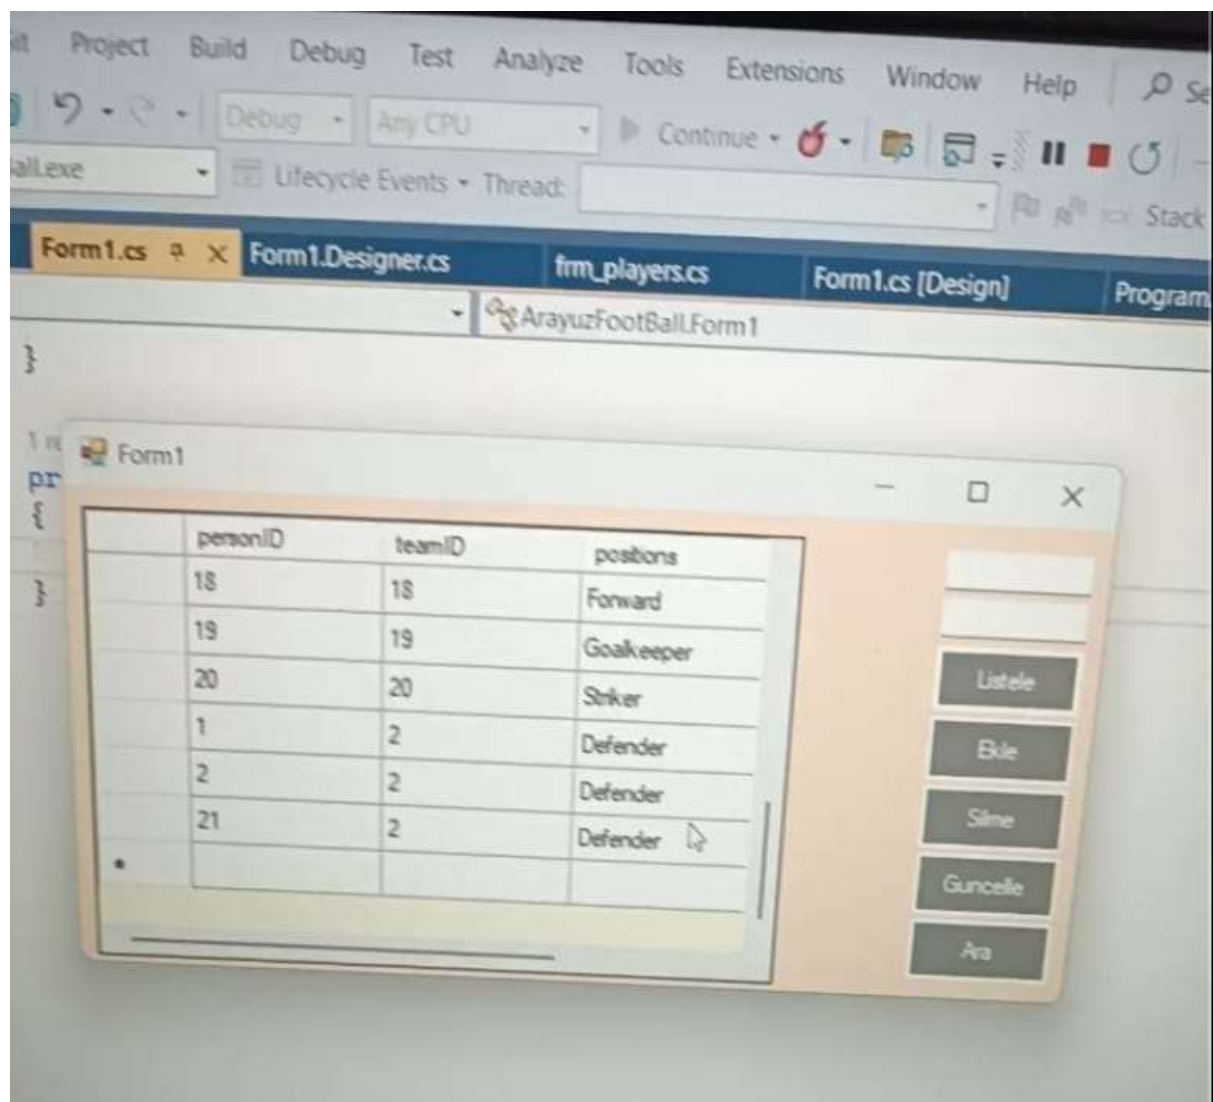 Project Build Debug Test Analyze Tools Extensions Window Help
Debug Any CPU Continue
Lifecycle Events Thread: Stack
Form1.cs Form1.Designer.cs frm_players.cs Form1.cs [Design] Program
ArayuzFootBall.Form1
}
Form1
pr
{
}
personID teamID positions
18 18 Forward
19 19 Goalkeeper
20 20 Striker
1 2 Defender
2 2 Defender
21 2 Defender
Listele
Ekle
Silme
Guncelle
Ara